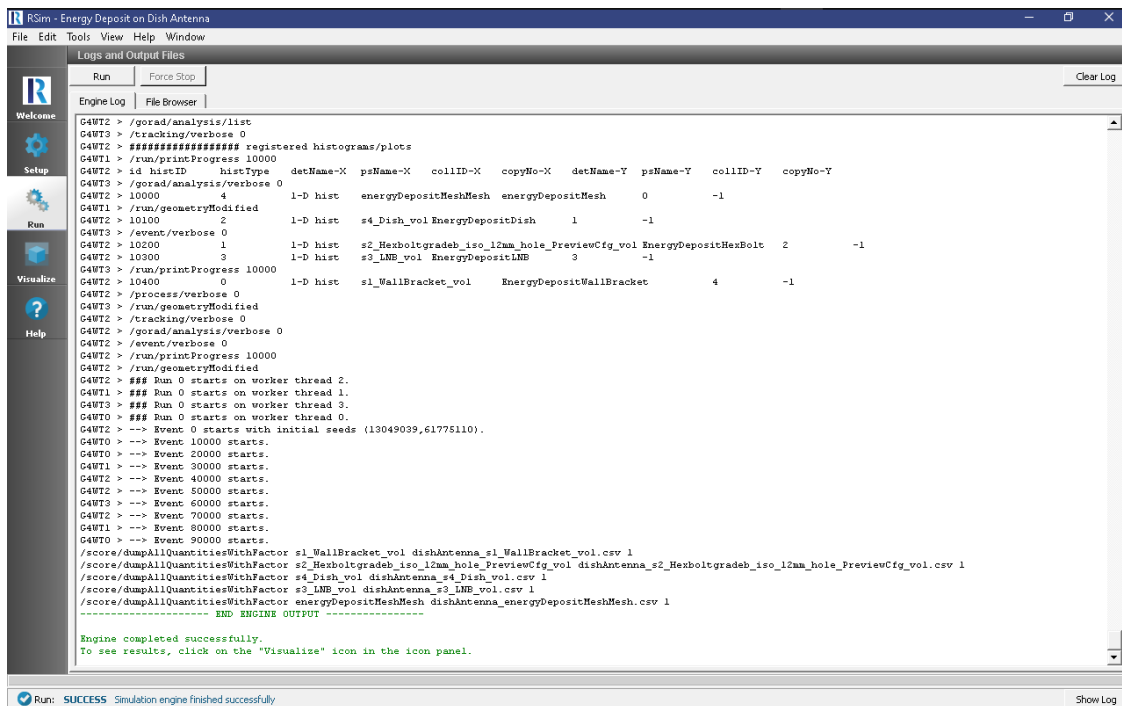 RSim - Energy Deposit on Dish Antenna
File Edit Tools View Help Window
Logs and Output Files
Run Force Stop Clear Log
Engine Log File Browser
Welcome
Setup
Run
Visualize
Help
G4WT2 > /gorad/analysis/list
G4WT3 > /tracking/verbose 0
G4WT2 > ################## registered histograms/plots
G4WT1 > /run/printProgress 10000
G4WT2 > id histID histType detName-X psName-X collID-X copyNo-X detName-Y psName-Y collID-Y copyNo-Y
G4WT3 > /gorad/analysis/verbose 0
G4WT2 > 10000 4 1-D hist energyDepositMeshMesh energyDepositMesh 0 -1
G4WT1 > /run/geometryModified
G4WT2 > 10100 2 1-D hist s4_Dish_vol EnergyDepositDish 1 -1
G4WT3 > /event/verbose 0
G4WT2 > 10200 1 1-D hist s2_Hexboltgradeb_iso_12mm_hole_PreviewCfg_vol EnergyDepositHexBolt 2 -1
G4WT2 > 10300 3 1-D hist s3_LNB_vol EnergyDepositLNB 3 -1
G4WT3 > /run/printProgress 10000
G4WT2 > 10400 0 1-D hist s1_WallBracket_vol EnergyDepositWallBracket 4 -1
G4WT2 > /process/verbose 0
G4WT3 > /run/geometryModified
G4WT2 > /tracking/verbose 0
G4WT2 > /gorad/analysis/verbose 0
G4WT2 > /event/verbose 0
G4WT2 > /run/printProgress 10000
G4WT2 > /run/geometryModified
G4WT2 > ### Run 0 starts on worker thread 2.
G4WT1 > ### Run 0 starts on worker thread 1.
G4WT3 > ### Run 0 starts on worker thread 3.
G4WT0 > ### Run 0 starts on worker thread 0.
G4WT2 > --> Event 0 starts with initial seeds (13049039,61775110).
G4WT0 > --> Event 10000 starts.
G4WT0 > --> Event 20000 starts.
G4WT1 > --> Event 30000 starts.
G4WT2 > --> Event 40000 starts.
G4WT2 > --> Event 50000 starts.
G4WT3 > --> Event 60000 starts.
G4WT2 > --> Event 70000 starts.
G4WT1 > --> Event 80000 starts.
G4WT0 > --> Event 90000 starts.
/score/dumpAllQuantitiesWithFactor s1_WallBracket_vol dishAntenna_s1_WallBracket_vol.csv 1
/score/dumpAllQuantitiesWithFactor s2_Hexboltgradeb_iso_12mm_hole_PreviewCfg_vol dishAntenna_s2_Hexboltgradeb_iso_12mm_hole_PreviewCfg_vol.csv 1
/score/dumpAllQuantitiesWithFactor s4_Dish_vol dishAntenna_s4_Dish_vol.csv 1
/score/dumpAllQuantitiesWithFactor s3_LNB_vol dishAntenna_s3_LNB_vol.csv 1
/score/dumpAllQuantitiesWithFactor energyDepositMeshMesh dishAntenna_energyDepositMeshMesh.csv 1
--------------------- END ENGINE OUTPUT ----------------
Engine completed successfully.
To see results, click on the "Visualize" icon in the icon panel.
Run: SUCCESS Simulation engine finished successfully Show Log